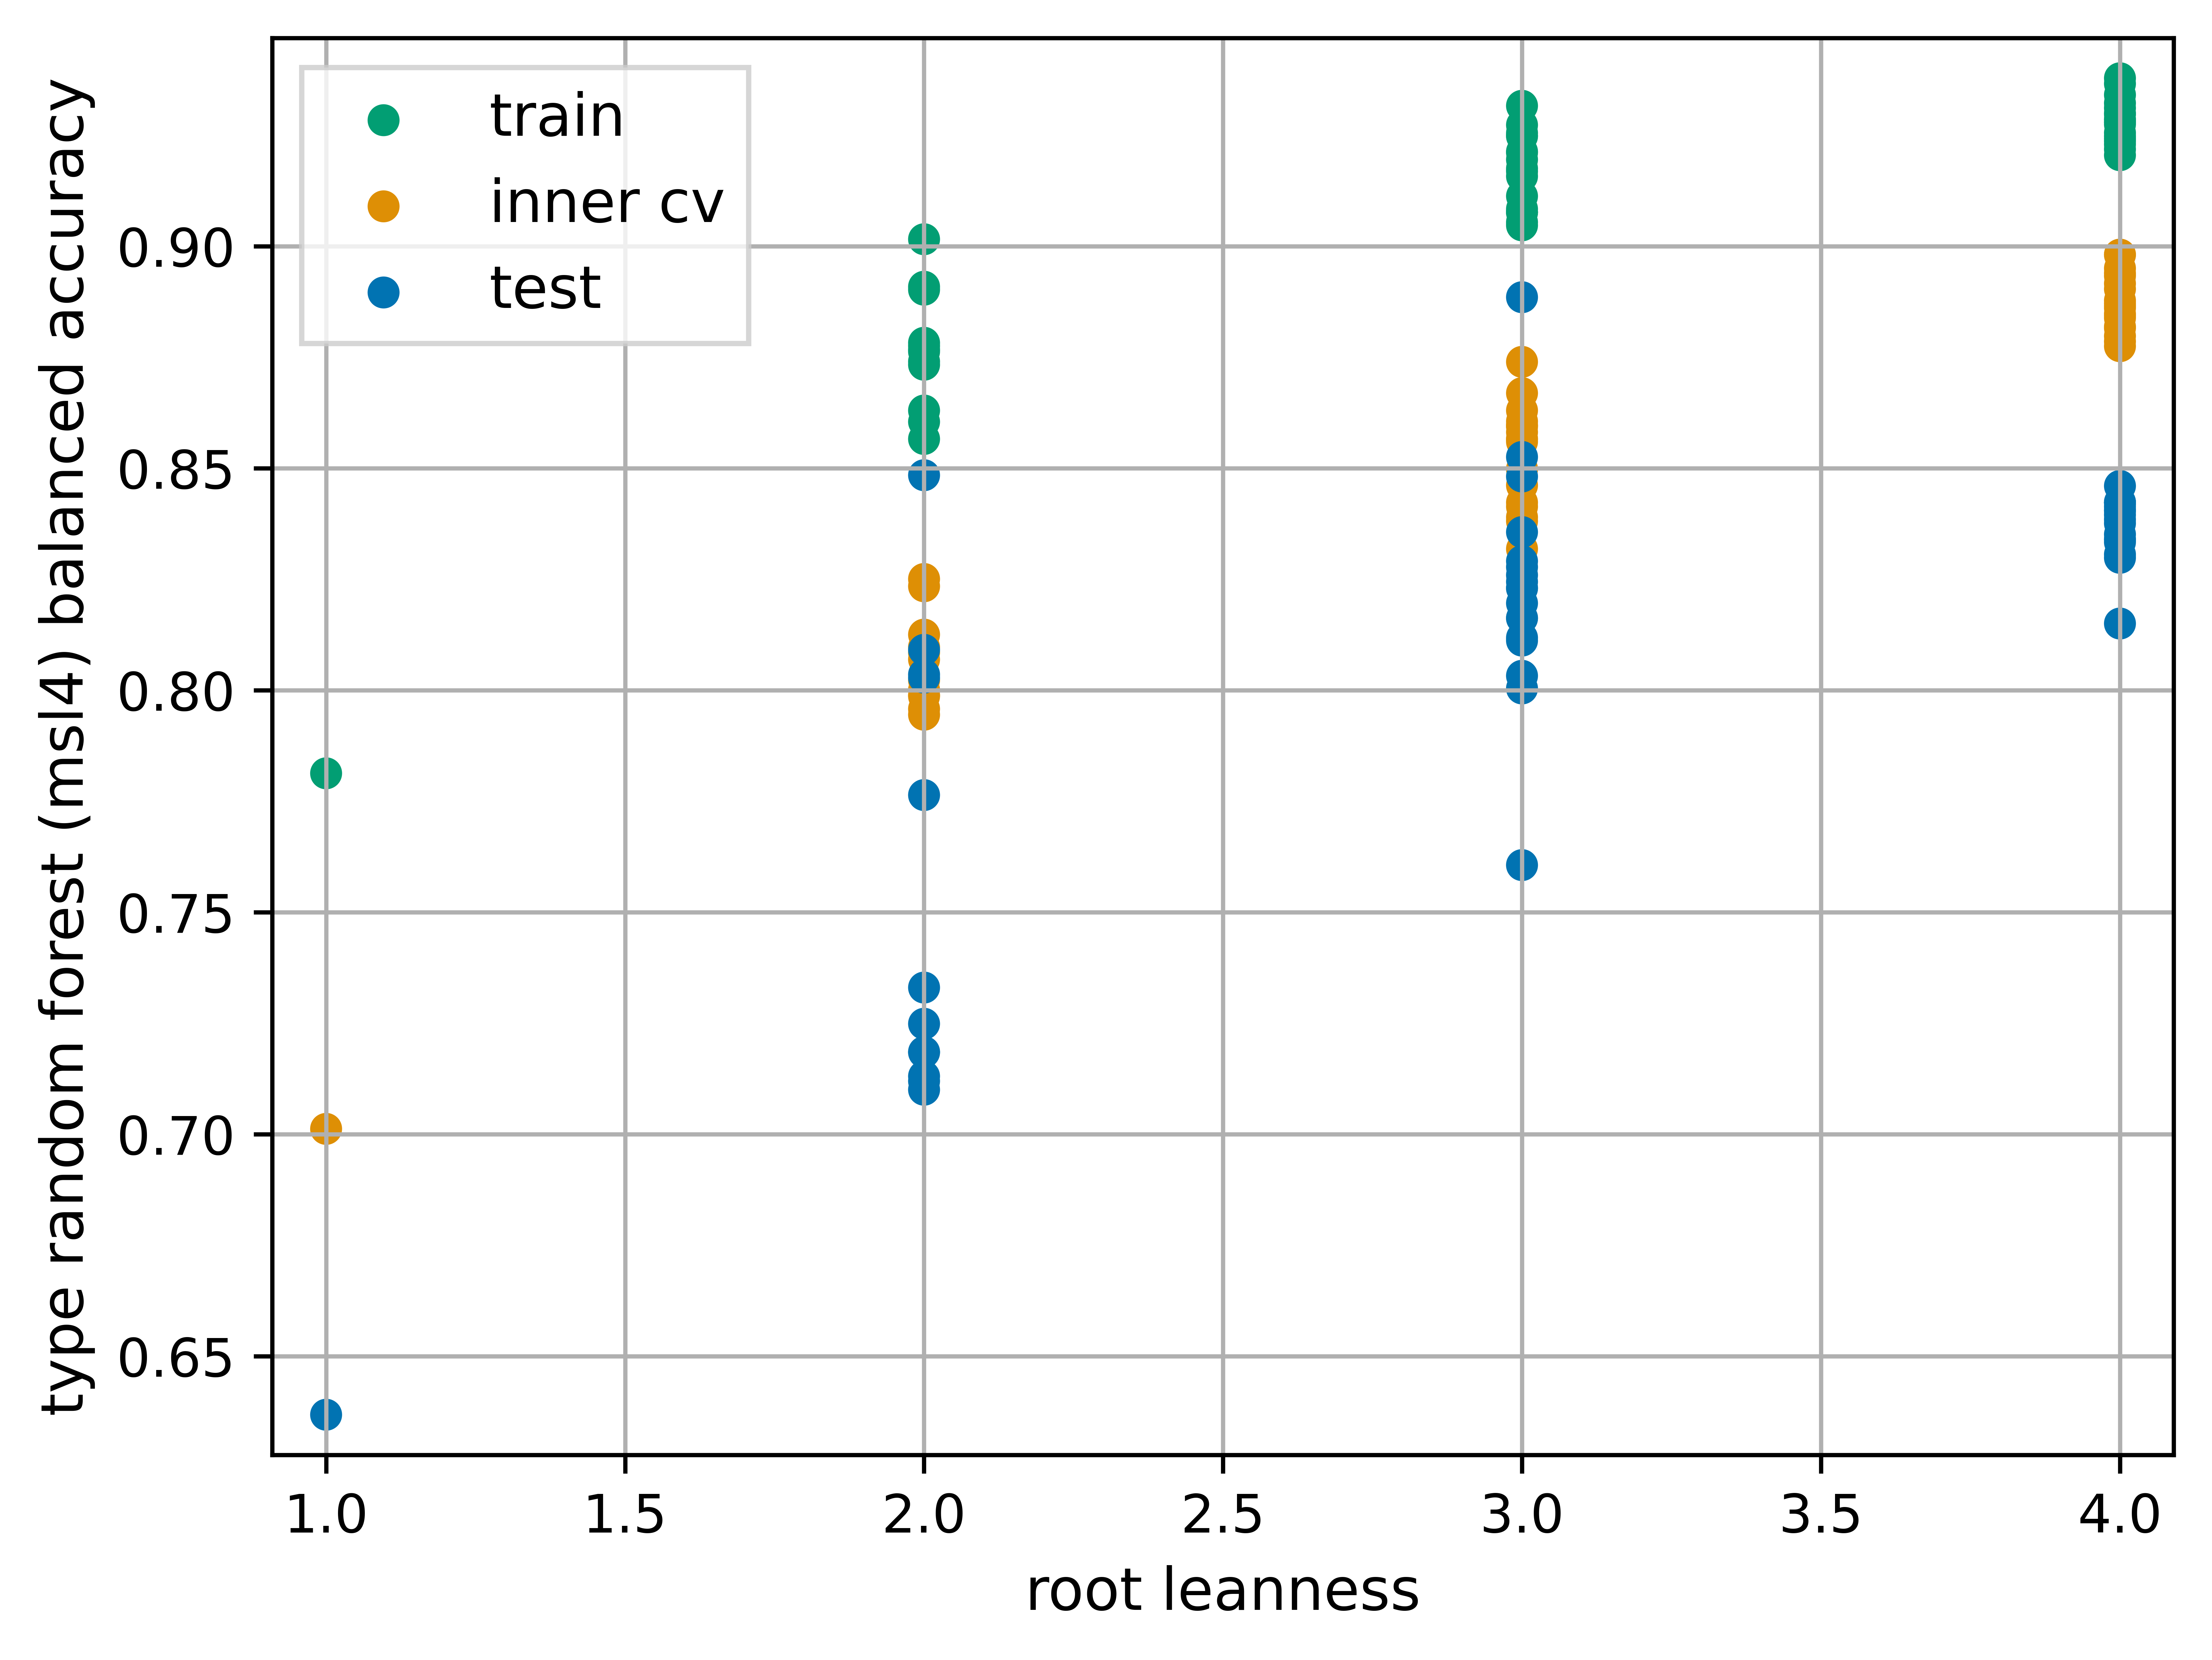 train
inner cv
test
type random forest (msl4) balanced accuracy
0.90
0.85
0.80
0.75
0.70
0.65
1.0 1.5 2.0 2.5 3.0 3.5 4.0
root leanness